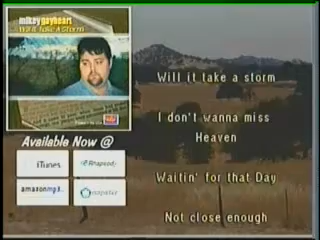 mikey gayheart
Will It Take A Storm
Available Now @
iTunes
Rhapsody
amazonmp3
napster
Will it take a storm
I don't wanna miss
Heaven
Waitin' for that Day
Not close enough